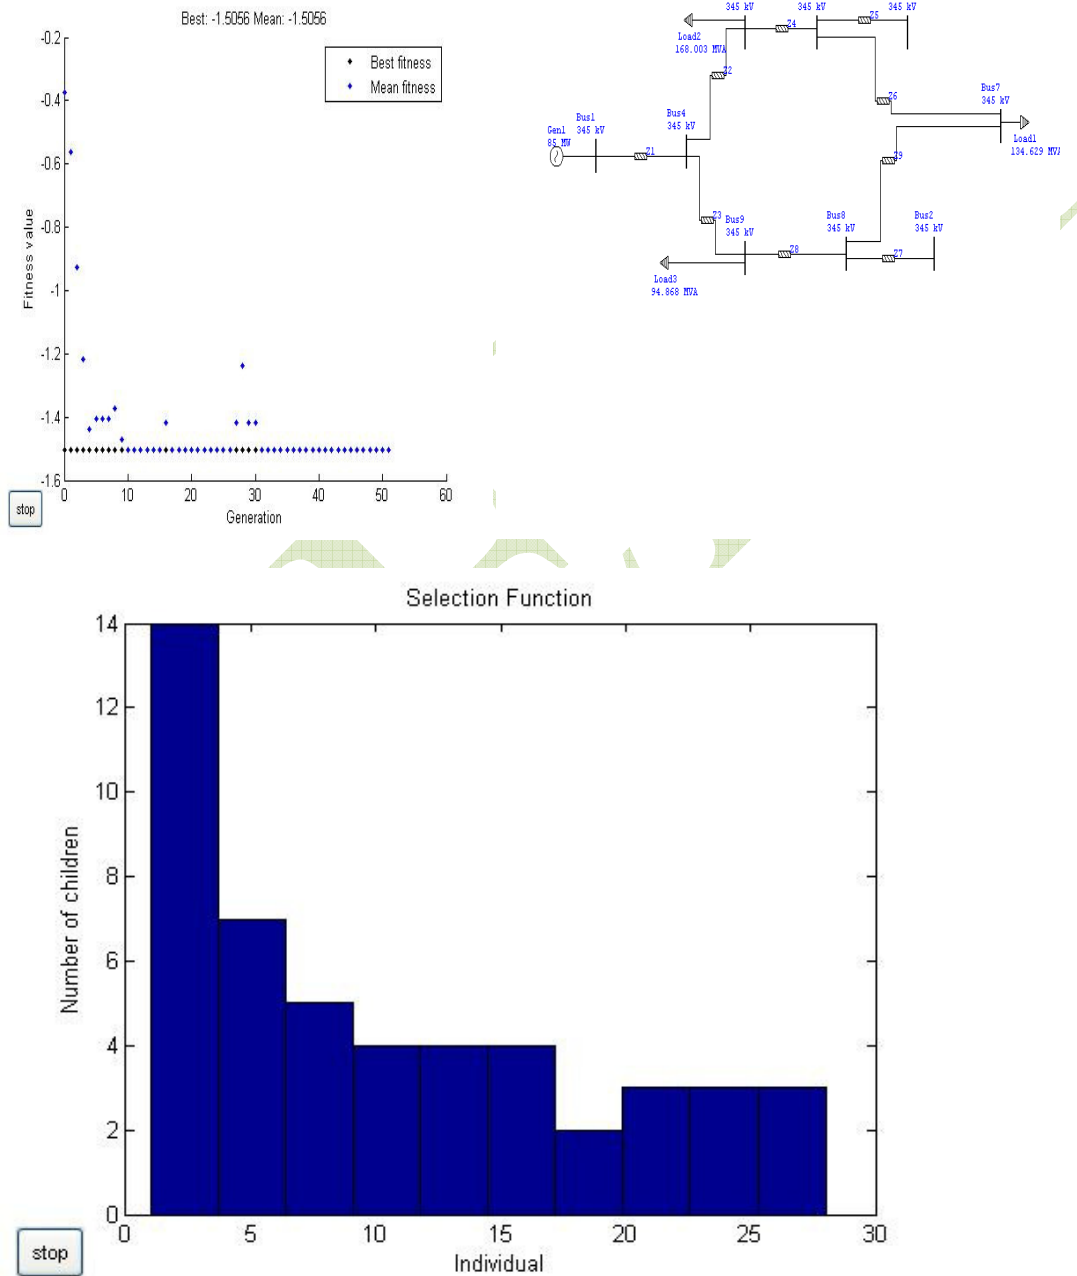 Best: -1.5056 Mean: -1.5056
-0.2
-0.4
-0.6
-0.8
-1
-1.2
-1.4
-1.6
0
10
20
30
40
50
60
Fitness value
Generation
Best fitness
Mean fitness
stop
345 kV
345 kV
345 kV
Z4
Z5
Load2
168.003 MVA
Z2
Z6
Bus7
345 kV
Load1
134.629 MVA
Bus1
345 kV
Gen1
85 MW
Z1
Bus4
345 kV
Z9
Z3
Bus9
345 kV
Bus8
345 kV
Bus2
345 kV
Z8
Z7
Load3
94.868 MVA
Selection Function
14
12
10
8
6
4
2
0
0
5
10
15
20
25
30
Number of children
Individual
stop